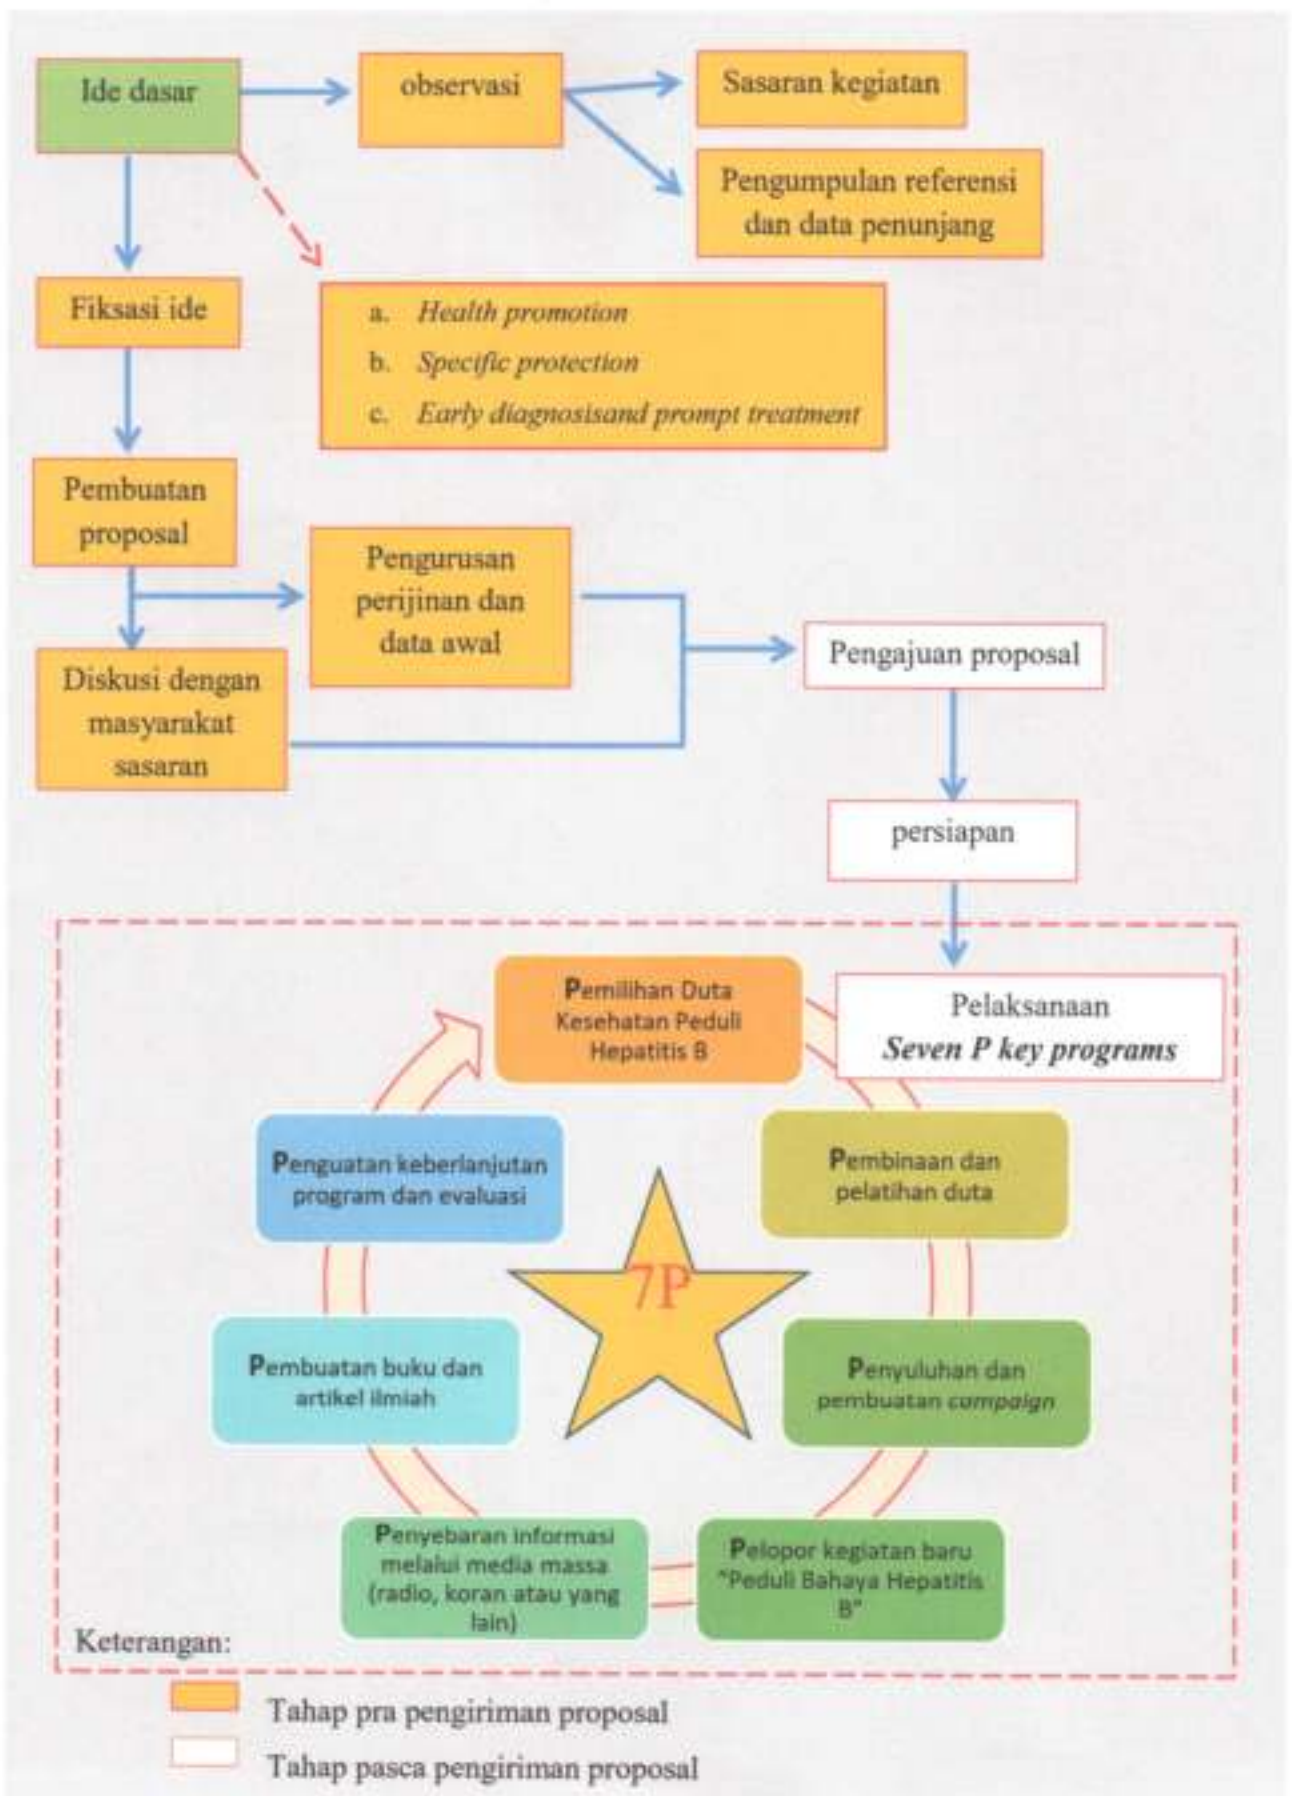 Ide dasar
observasi
Sasaran kegiatan
Pengumpulan referensi
dan data penunjang
Fiksasi ide
a. Health promotion
b. Specific protection
c. Early diagnosisand prompt treatment
Pembuatan
proposal
Pengurusan
perijinan dan
data awal
Diskusi dengan
masyarakat
sasaran
Pengajuan proposal
persiapan
Pelaksanaan
Seven P key programs
Pemilihan Duta
Kesehatan Peduli
Hepatitis B
Pembinaan dan
pelatihan duta
Penyuluhan dan
pembuatan campaign
Pelopor kegiatan baru
"Peduli Bahaya Hepatitis
B"
Penyebaran informasi
melalui media massa
(radio, koran atau yang
lain)
Pembuatan buku dan
artikel ilmiah
Penguatan keberlanjutan
program dan evaluasi
7P
Keterangan:
Tahap pra pengiriman proposal
Tahap pasca pengiriman proposal